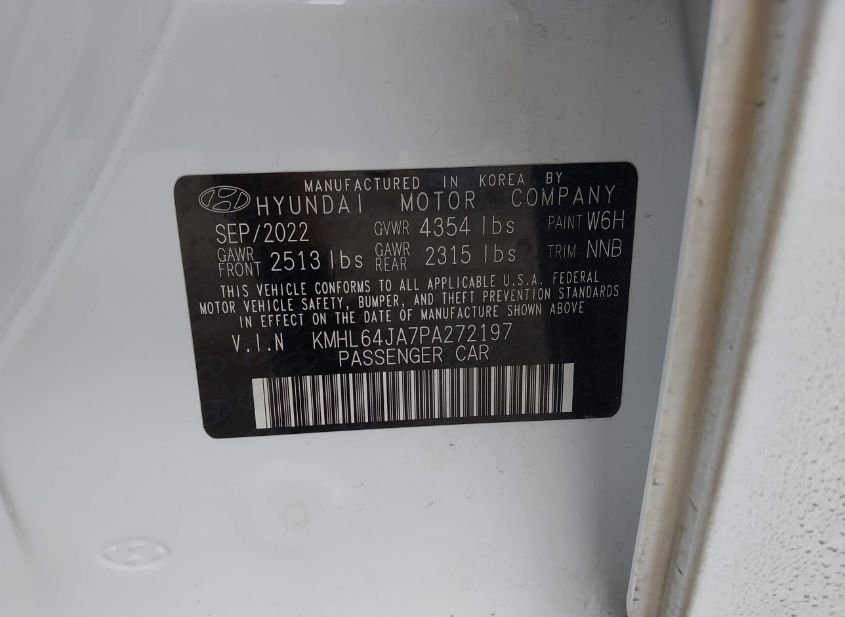 MANUFACTURED IN KOREA BY
HYUNDAI MOTOR COMPANY
SEP/2022 GVWR 4354 lbs PAINT W6H
GAWR FRONT 2513 lbs GAWR REAR 2315 lbs TRIM NNB
THIS VEHICLE CONFORMS TO ALL APPLICABLE U.S.A. FEDERAL
MOTOR VEHICLE SAFETY, BUMPER, AND THEFT PREVENTION STANDARDS
IN EFFECT ON THE DATE OF MANUFACTURE SHOWN ABOVE
V.I.N KMHL64JA7PA272197
PASSENGER CAR